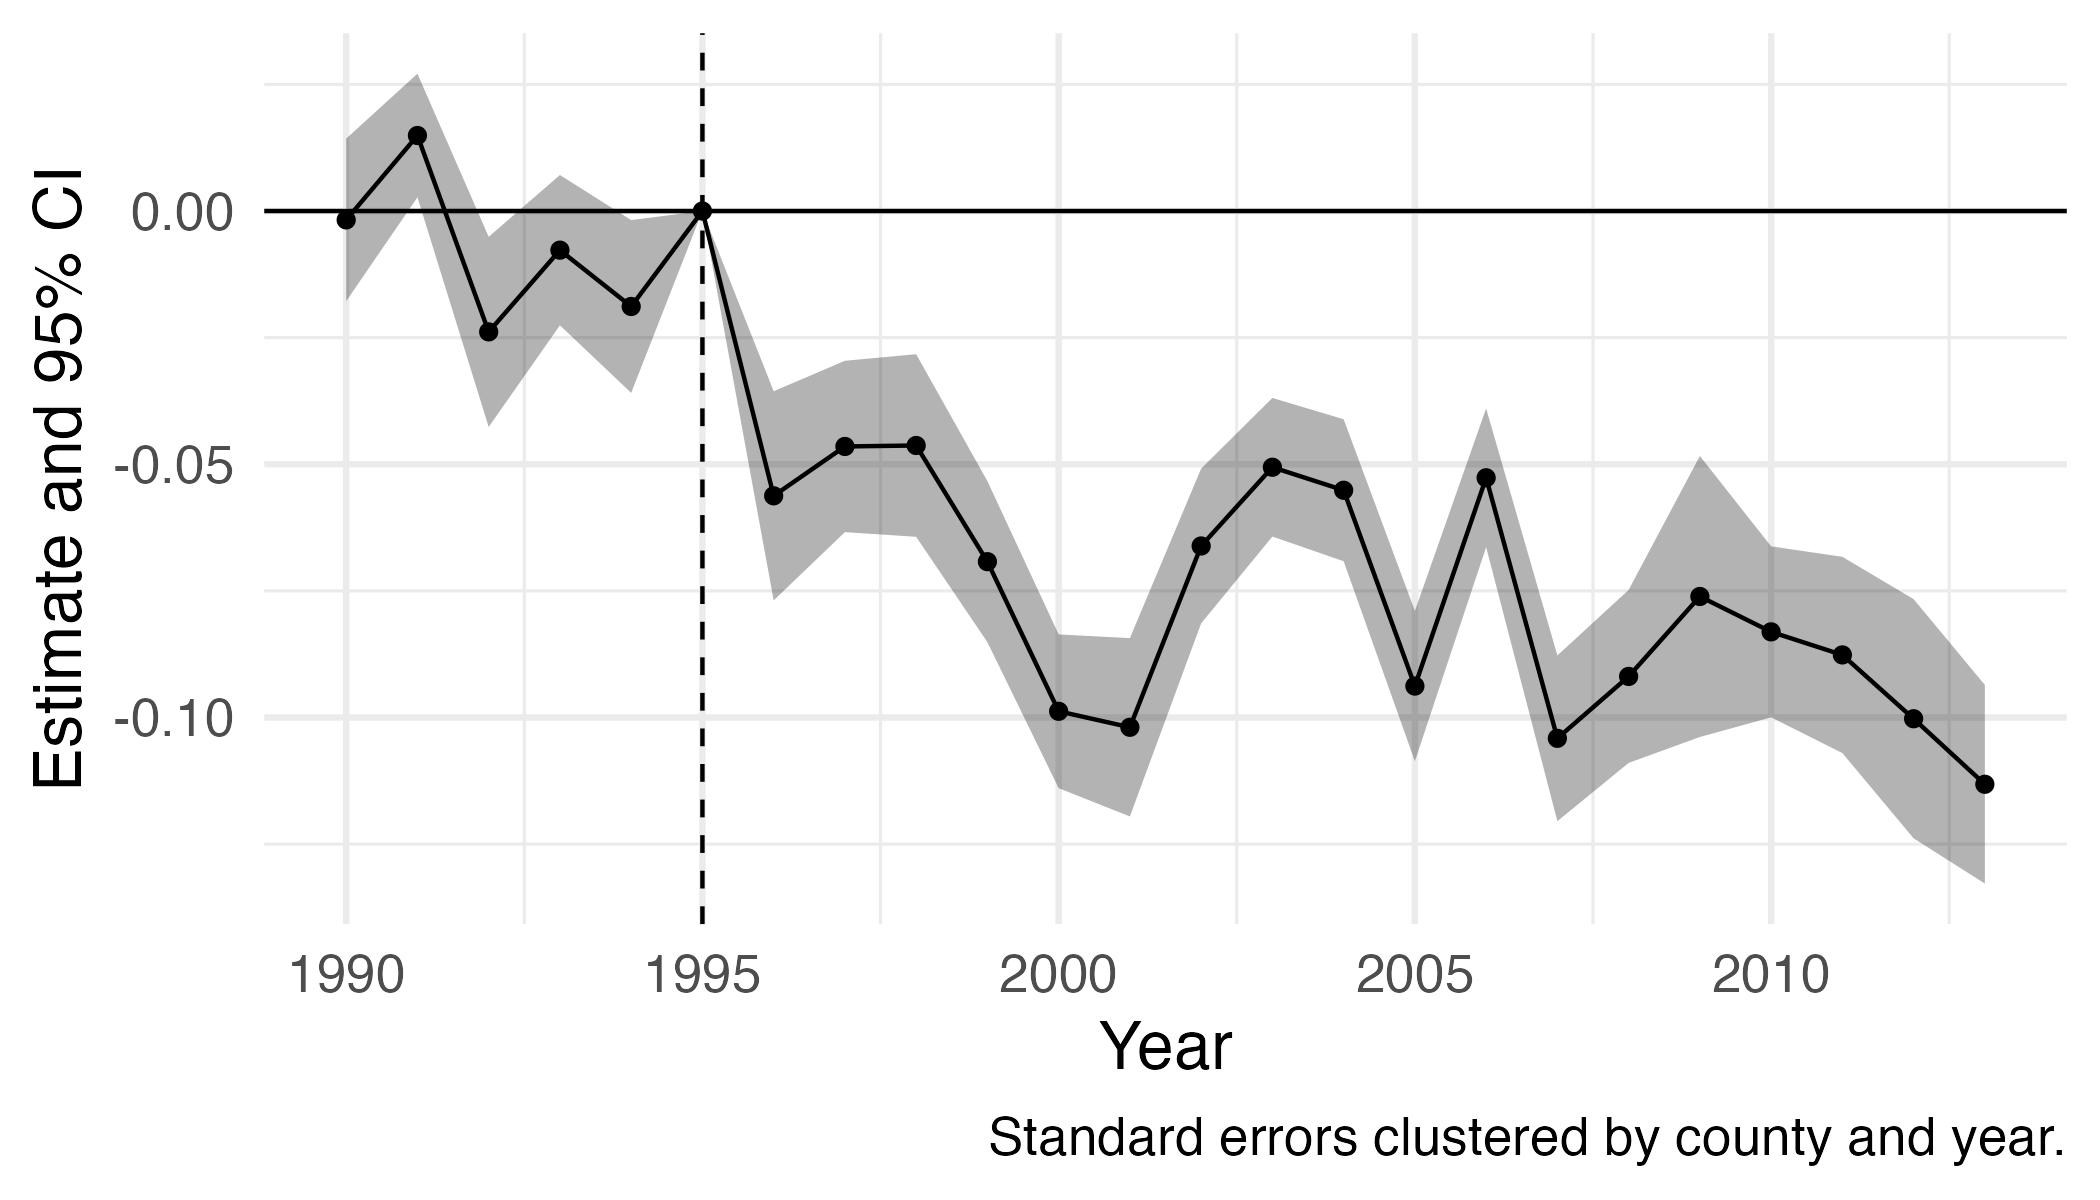 Estimate and 95% CI
0.00
-0.05
-0.10
1990 1995 2000 2005 2010
Year
Standard errors clustered by county and year.